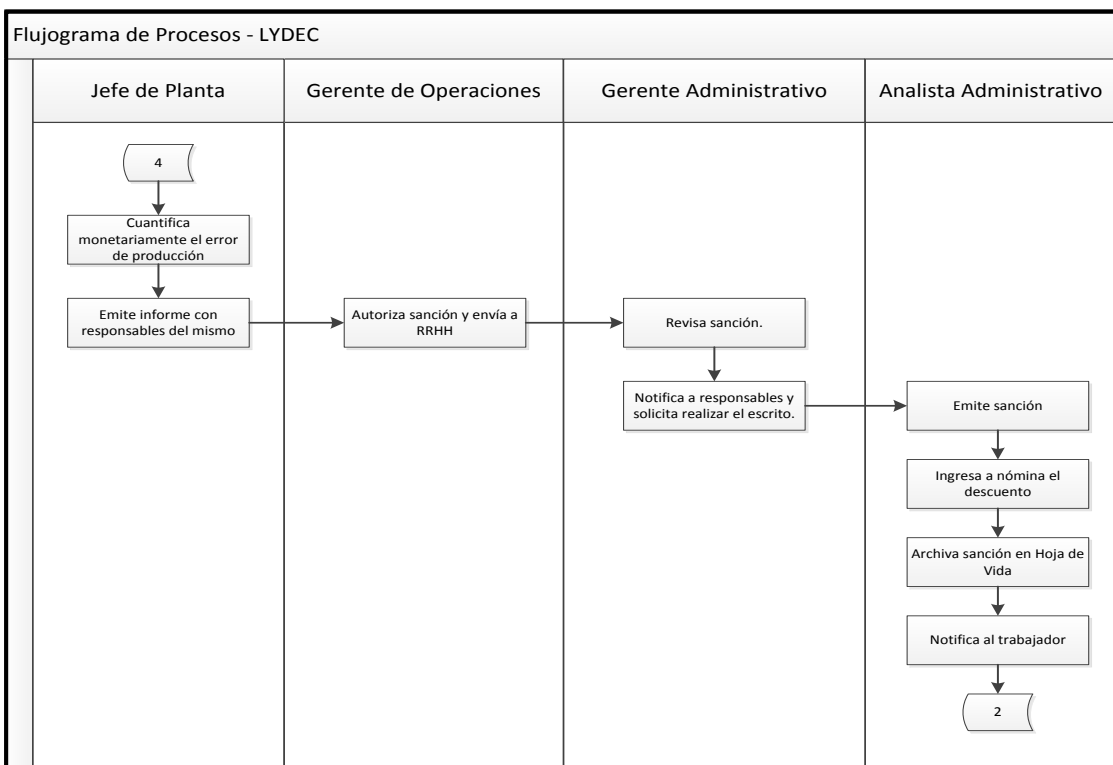 Flujograma de Procesos - LYDEC
Jefe de Planta
Gerente de Operaciones
Gerente Administrativo
Analista Administrativo
4
Cuantifica
monetariamente el error
de producción
Emite informe con
responsables del mismo
Autoriza sanción y envía a
RRHH
Revisa sanción.
Notifica a responsables y
solicita realizar el escrito.
Emite sanción
Ingresa a nómina el
descuento
Archiva sanción en Hoja de
Vida
Notifica al trabajador
2